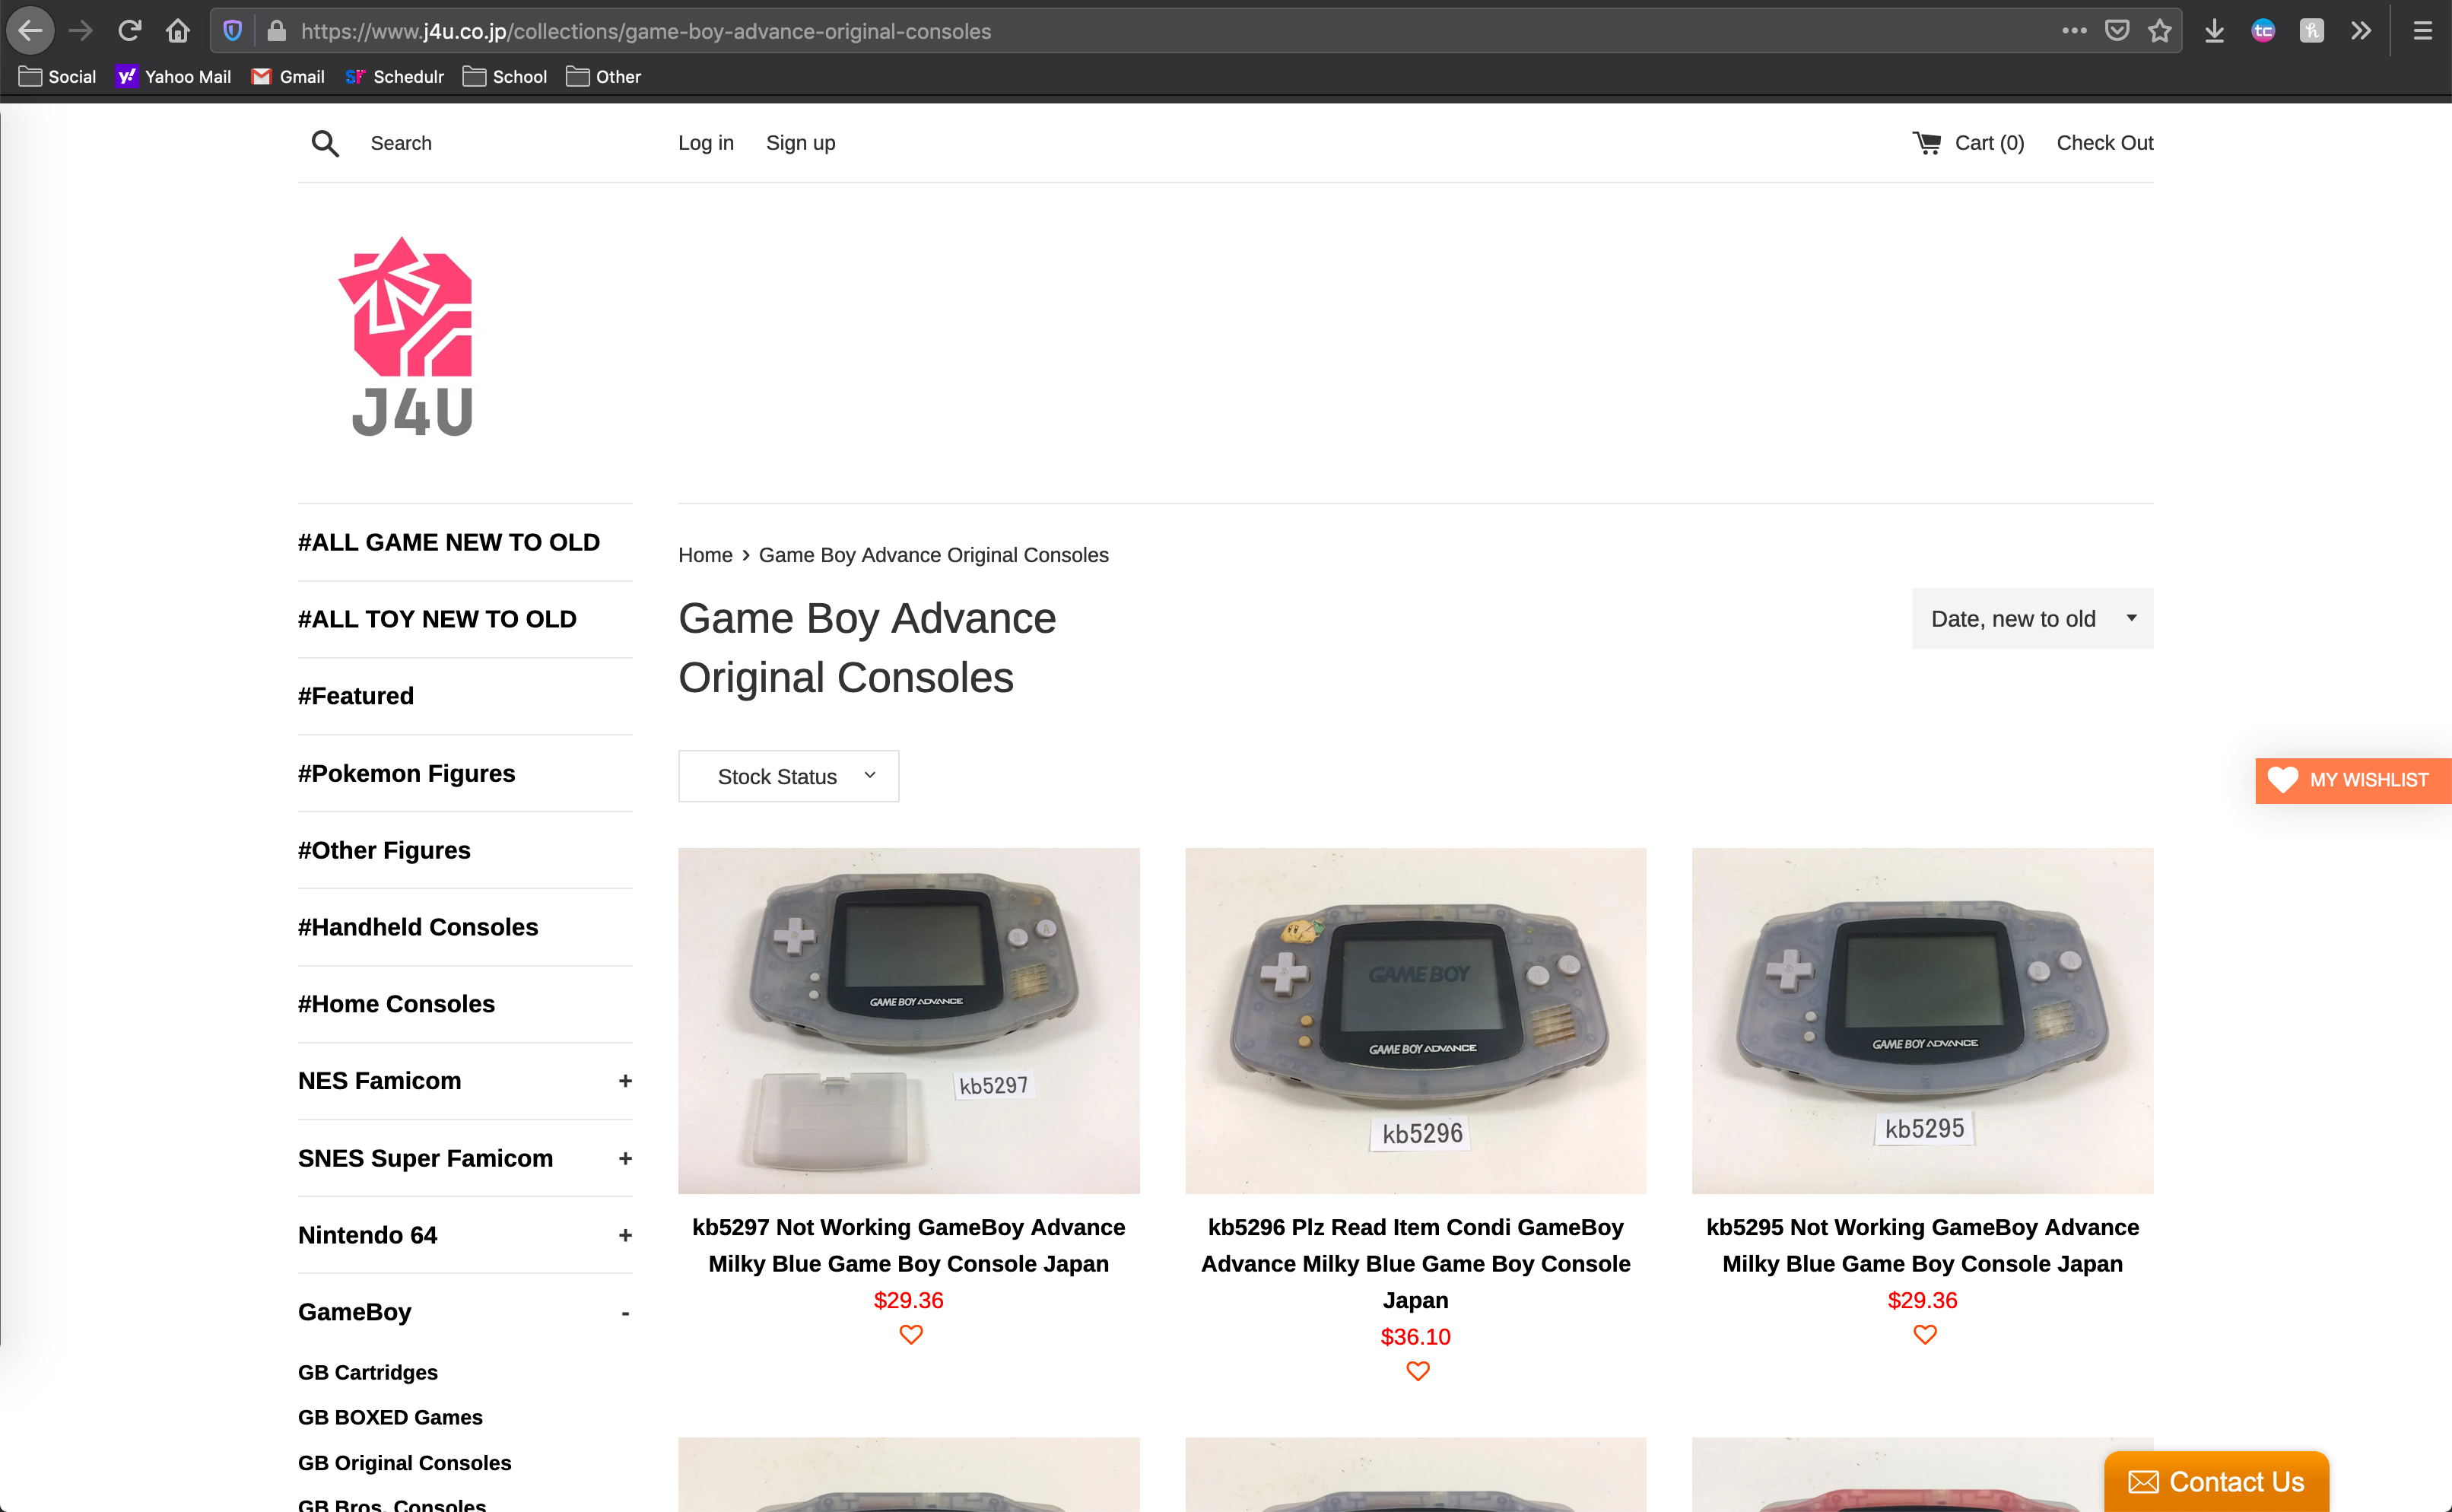 https://www.j4u.co.jp/collections/game-boy-advance-original-consoles
Social
Yahoo Mail
Gmail
SF Schedulr
School
Other
Search
Log in
Sign up
Cart (0)
Check Out
J4U
#ALL GAME NEW TO OLD
#ALL TOY NEW TO OLD
#Featured
#Pokemon Figures
#Other Figures
#Handheld Consoles
#Home Consoles
NES Famicom +
SNES Super Famicom +
Nintendo 64 +
GameBoy -
GB Cartridges
GB BOXED Games
GB Original Consoles
GB Bros. Consoles
Home › Game Boy Advance Original Consoles
Game Boy Advance
Original Consoles
Date, new to old
Stock Status
MY WISHLIST
GAME BOY ADVANCE
kb5297
kb5297 Not Working GameBoy Advance
Milky Blue Game Boy Console Japan
$29.36
GAME BOY
GAME BOY ADVANCE
kb5296
kb5296 Plz Read Item Condi GameBoy
Advance Milky Blue Game Boy Console
Japan
$36.10
GAME BOY ADVANCE
kb5295
kb5295 Not Working GameBoy Advance
Milky Blue Game Boy Console Japan
$29.36
Contact Us